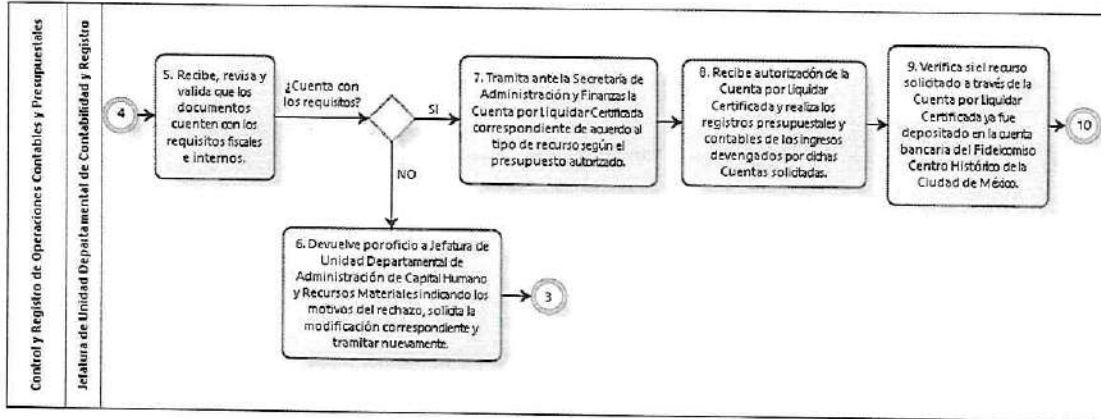 Control y Registro de Operaciones Contables y Presupuestales
Jefatura de Unidad Departamental de Contabilidad y Registro
4
5. Recibe, revisa y
valida que los
documentos
cuenten con los
requisitos fiscales
e internos.
¿Cuenta con
los requisitos?
SI
NO
6. Devuelve por oficio a Jefatura de
Unidad Departamental de
Administración de Capital Humano
y Recursos Materiales indicando los
motivos del rechazo, solicita la
modificación correspondiente y
tramitar nuevamente.
3
7. Tramita ante la Secretaría de
Administración y Finanzas la
Cuenta por Liquidar Certificada
correspondiente de acuerdo al
tipo de recurso según el
presupuesto autorizado.
8. Recibe autorización de la
Cuenta por Liquidar
Certificada y realiza los
registros presupuestales y
contables de los ingresos
devengados por dichas
Cuentas solicitadas.
9. Verifica si el recurso
solicitado a través de la
Cuenta por Liquidar
Certificada ya fue
depositado en la cuenta
bancaria del Fideicomiso
Centro Histórico de la
Ciudad de México.
10